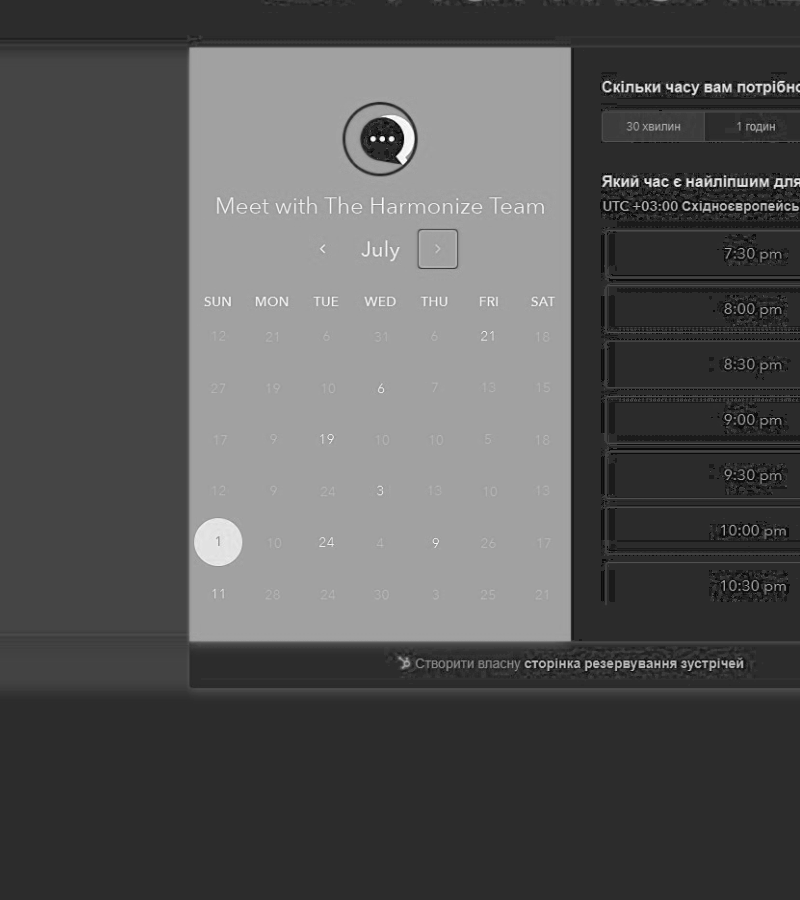 Meet with The Harmonize Team
July
SUN MON TUE WED THU FRI SAT
12 21 6 31 6 21 18
27 19 10 6 7 13 15
17 9 19 10 10 5 18
12 9 24 3 13 10 13
1 10 24 4 9 26 17
11 28 24 30 3 25 21
Скільки часу вам потрібно
30 хвилин 1 годин
Який час є найліпшим для
UTC +03:00 Східноєвропейсь
7:30 pm
8:00 pm
8:30 pm
9:00 pm
9:30 pm
10:00 pm
10:30 pm
Створити власну сторінка резервування зустрічей